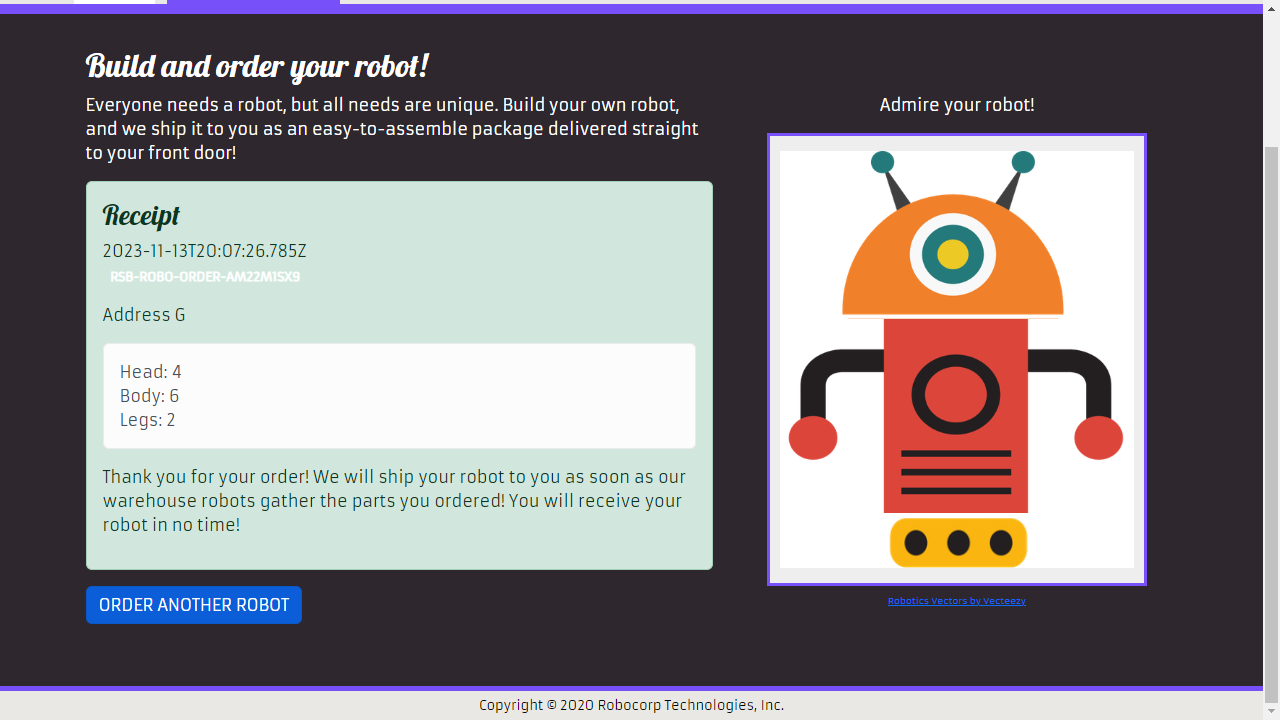 Build and order your robot!
Everyone needs a robot, but all needs are unique. Build your own robot,
and we ship it to you as an easy-to-assemble package delivered straight
to your front door!
Receipt
2023-11-13T20:07:26.785Z
RSB-ROBO-ORDER-AM22M1SX9
Address G
Head: 4
Body: 6
Legs: 2
Thank you for your order! We will ship your robot to you as soon as our
warehouse robots gather the parts you ordered! You will receive your
robot in no time!
ORDER ANOTHER ROBOT
Admire your robot!
Robotics Vectors by Vecteezy
Copyright © 2020 Robocorp Technologies, Inc.